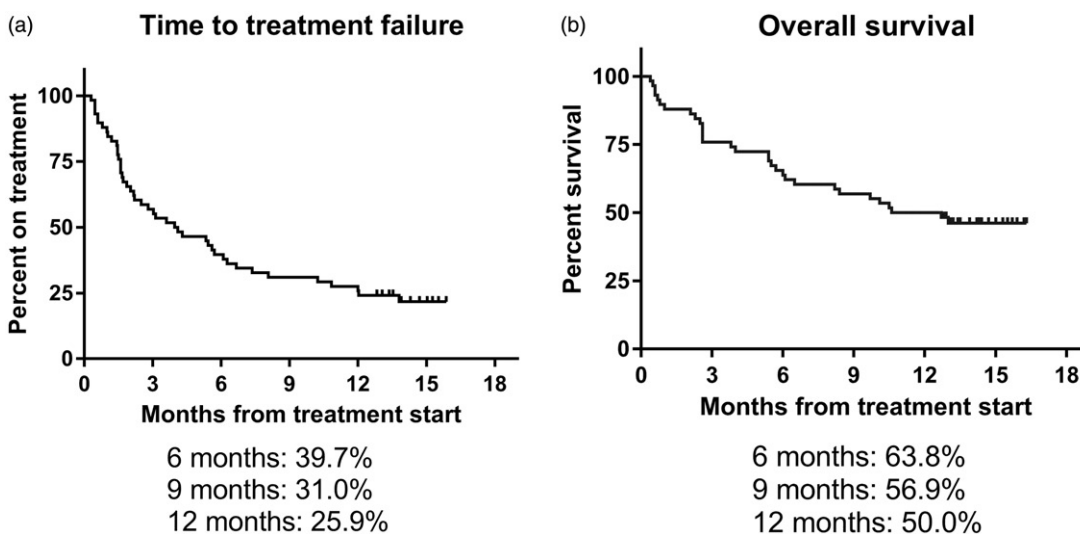 (a)
Time to treatment failure
Percent on treatment
100
75
50
25
0
0 3 6 9 12 15 18
Months from treatment start
6 months: 39.7%
9 months: 31.0%
12 months: 25.9%
(b)
Overall survival
Percent survival
100
75
50
25
0
0 3 6 9 12 15 18
Months from treatment start
6 months: 63.8%
9 months: 56.9%
12 months: 50.0%